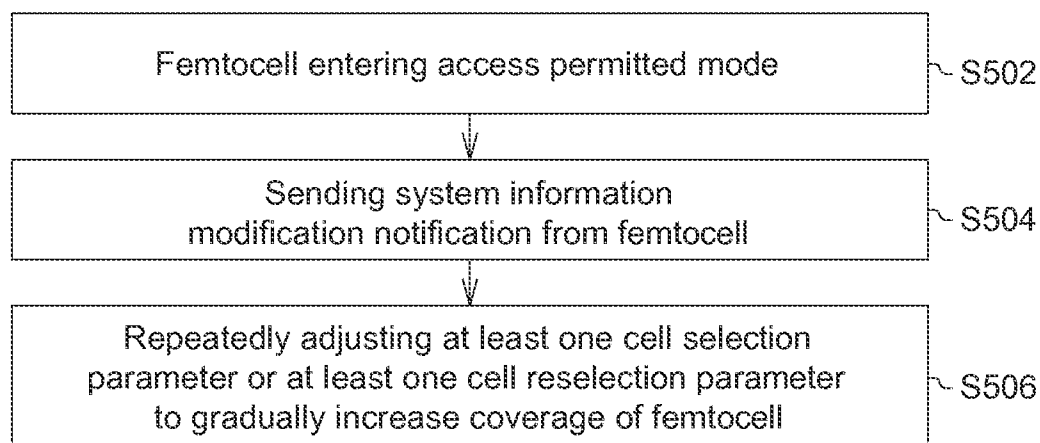 Femtocell entering access permitted mode
S502
Sending system information
modification notification from femtocell
S504
Repeatedly adjusting at least one cell selection
parameter or at least one cell reselection parameter
to gradually increase coverage of femtocell
S506